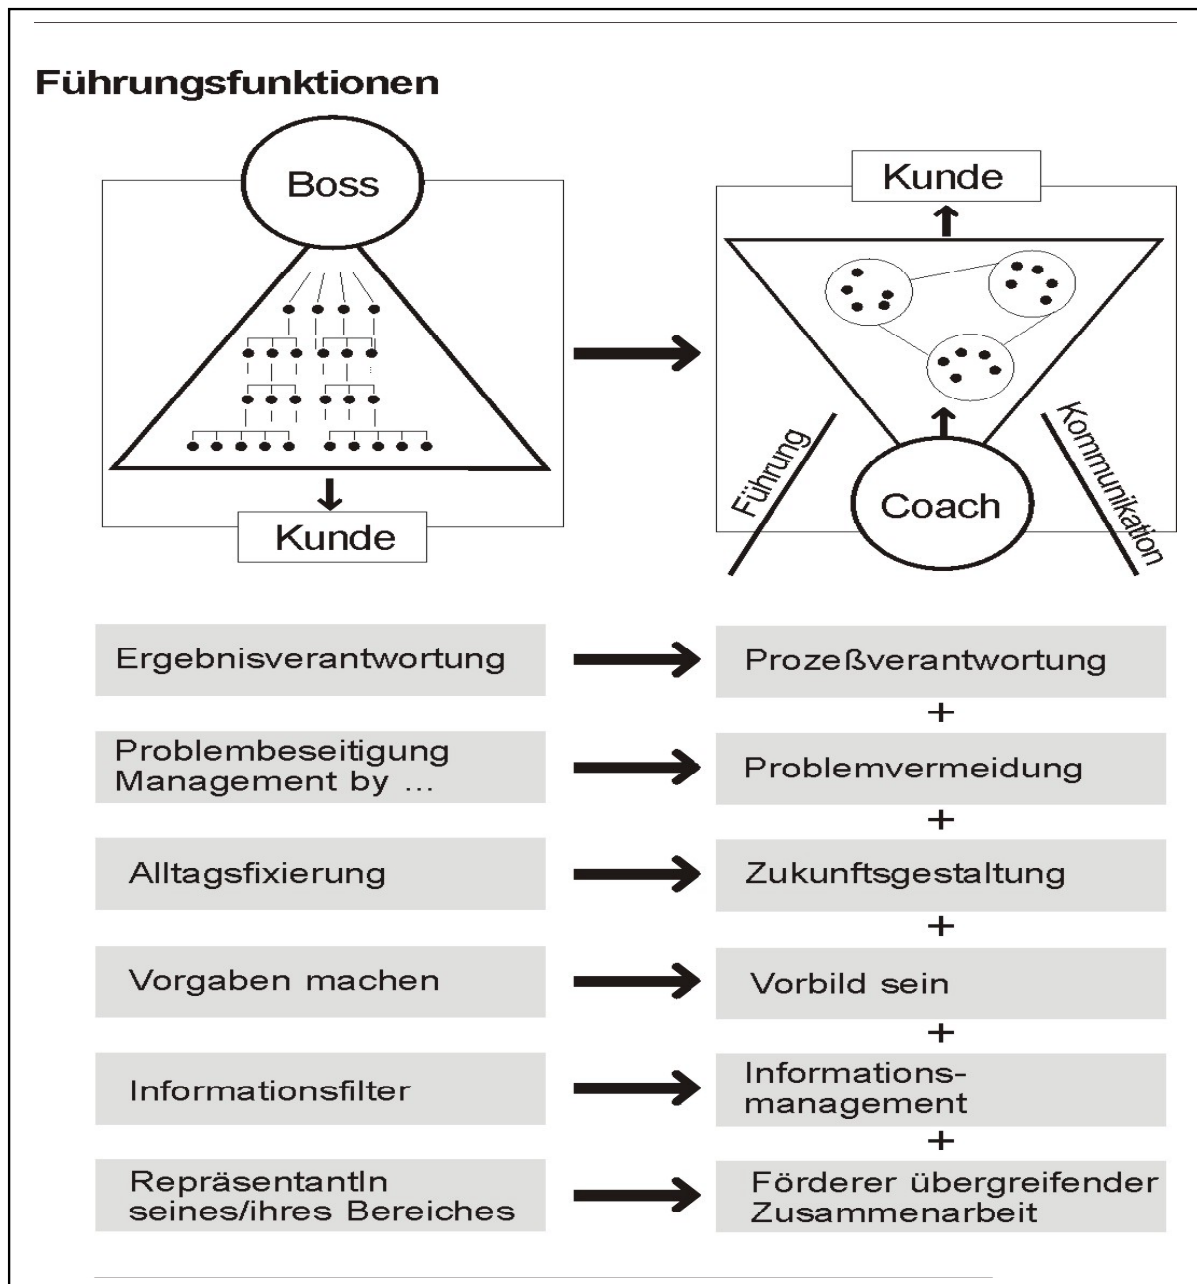 Führungsfunktionen
Boss
Kunde
Kunde
Führung
Kommunikation
Coach
Ergebnisverantwortung
Prozeßverantwortung
+
Problembeseitigung
Management by ...
Problemvermeidung
+
Alltagsfixierung
Zukunftsgestaltung
+
Vorgaben machen
Vorbild sein
+
Informationsfilter
Informations-
management
+
RepräsentantIn
seines/ihres Bereiches
Förderer übergreifender
Zusammenarbeit